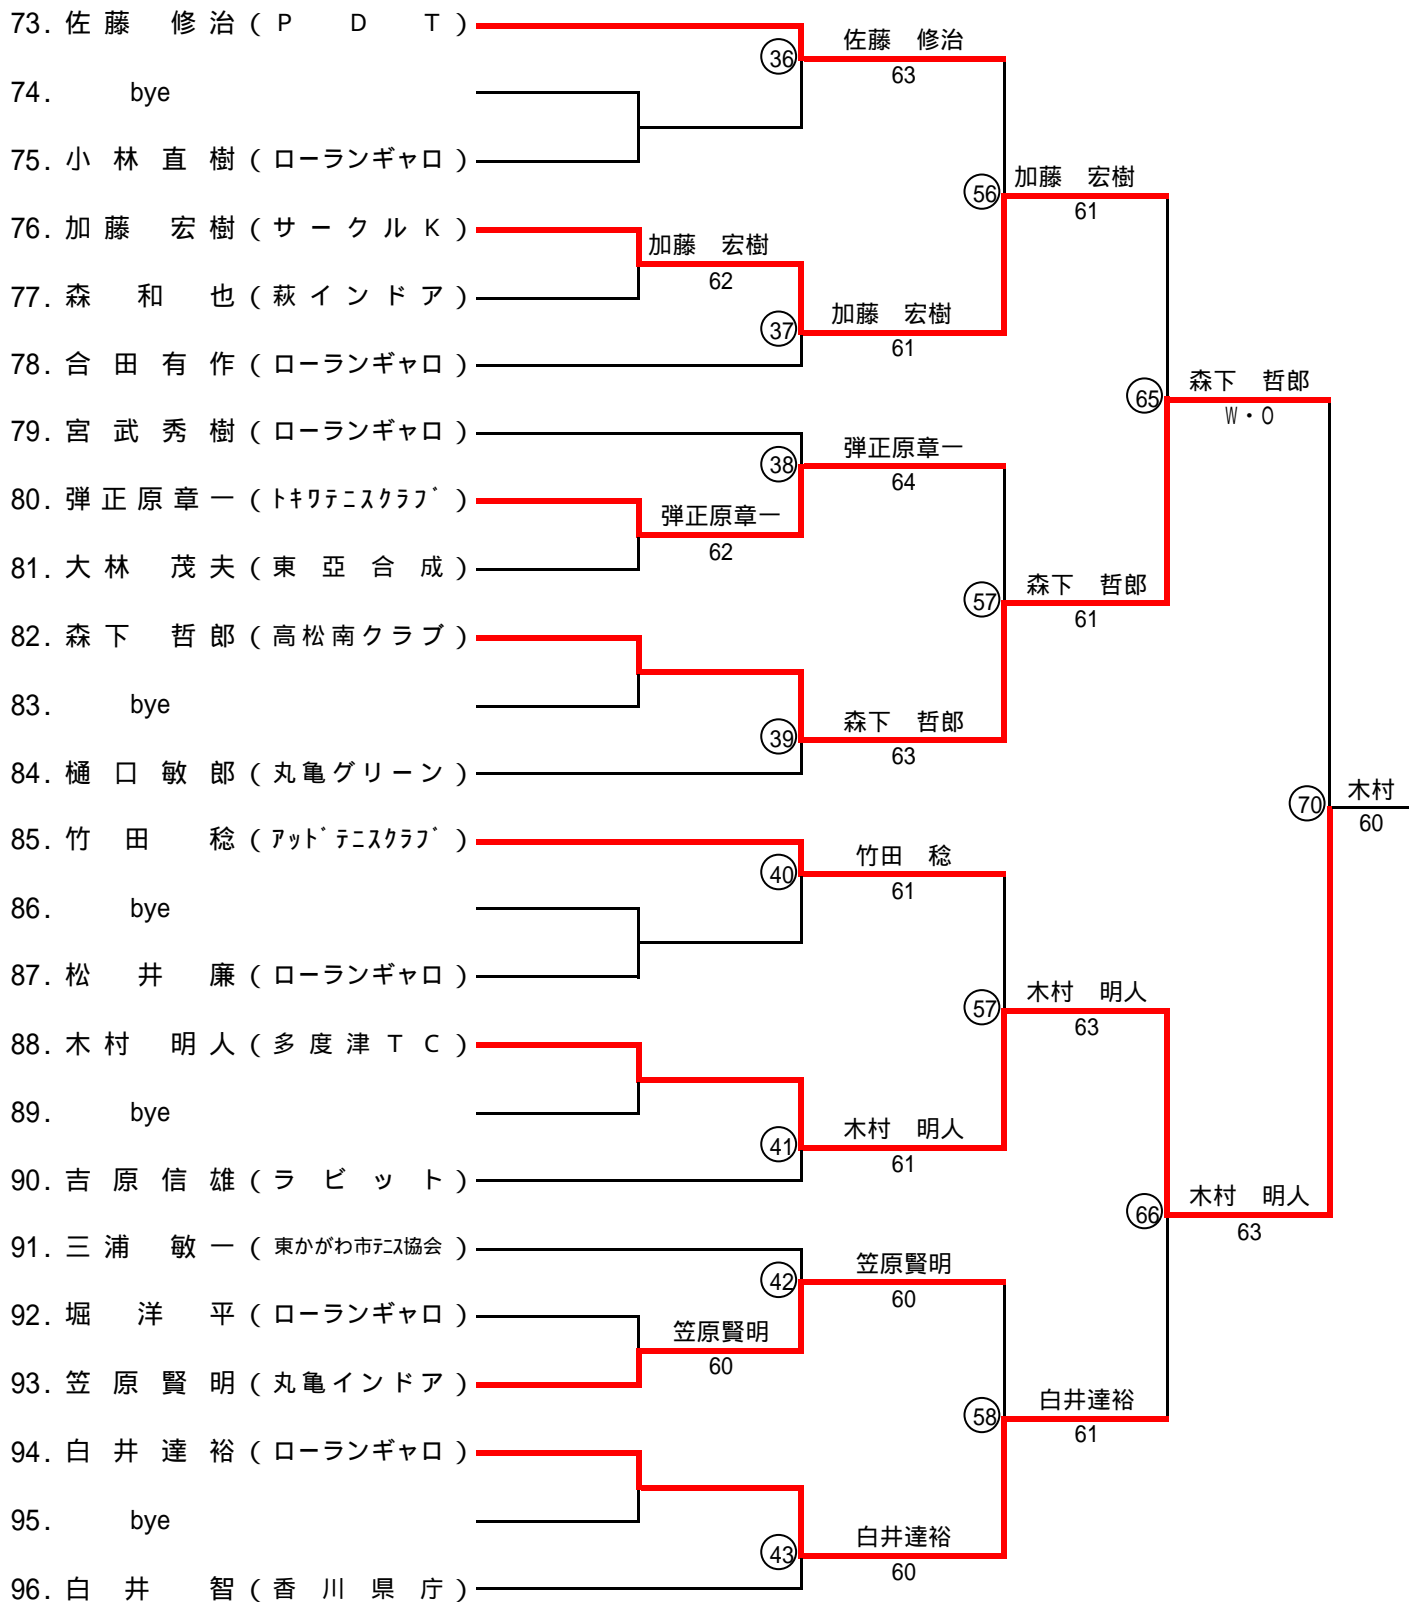 73. 佐藤　修治 (P D T)
74. bye
75. 小林直樹 (ローランギャロ)
76. 加藤　宏樹 (サークルK)
77. 森　和　也 (萩インドア)
78. 合田有作 (ローランギャロ)
79. 宮武秀樹 (ローランギャロ)
80. 弾正原章一 (ﾄｷﾜﾃﾆｽｸﾗﾌﾞ)
81. 大林　茂夫 (東亞合成)
82. 森下　哲郎 (高松南クラブ)
83. bye
84. 樋口敏郎 (丸亀グリーン)
85. 竹　田　稔 (ｱｯﾄﾞﾃﾆｽｸﾗﾌﾞ)
86. bye
87. 松　井　廉 (ローランギャロ)
88. 木村　明人 (多度津TC)
89. bye
90. 吉原信雄 (ラビット)
91. 三浦　敏一 (東かがわ市ﾃﾆｽ協会)
92. 堀　洋　平 (ローランギャロ)
93. 笠原賢明 (丸亀インドア)
94. 白井達裕 (ローランギャロ)
95. bye
96. 白　井　智 (香川県庁)
加藤　宏樹
62
弾正原章一
62
笠原賢明
60
36
佐藤　修治
63
37
加藤　宏樹
61
38
弾正原章一
64
39
森下　哲郎
63
40
竹田　稔
61
41
木村　明人
61
42
笠原賢明
60
43
白井達裕
60
56
加藤　宏樹
61
57
森下　哲郎
61
57
木村　明人
63
58
白井達裕
61
65
森下　哲郎
W・O
66
木村　明人
63
70
木村
60